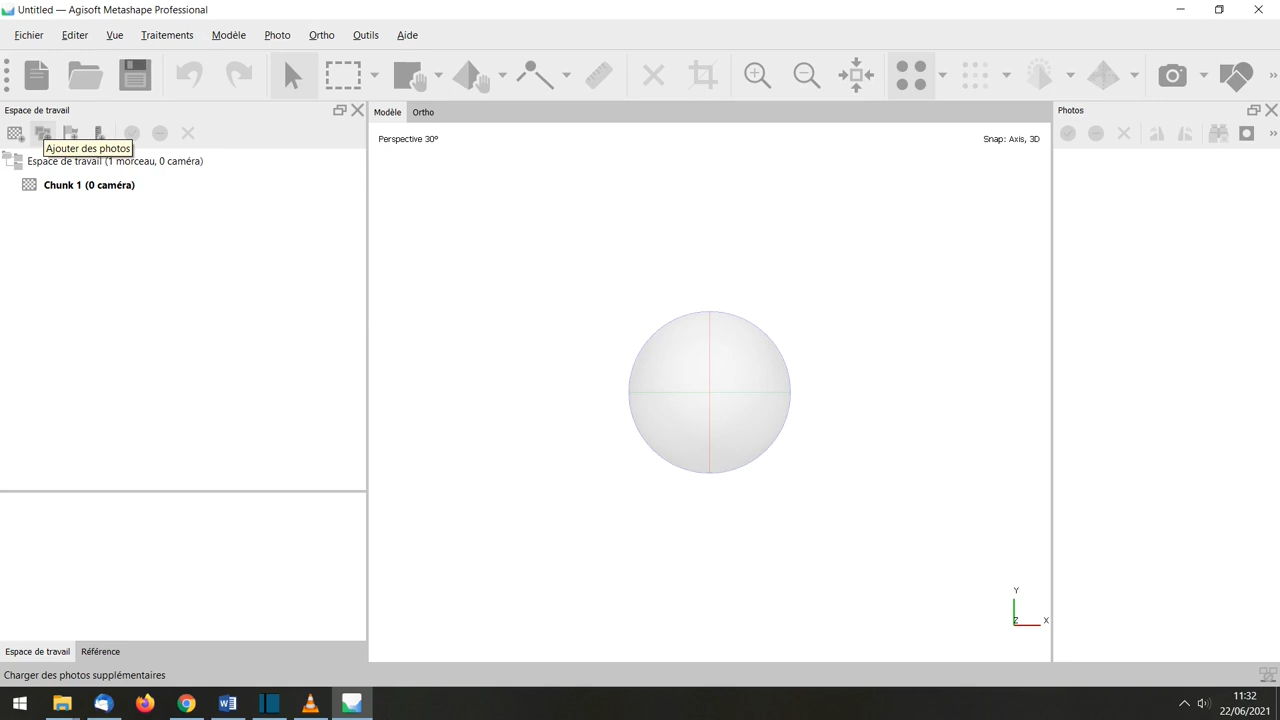 Untitled — Agisoft Metashape Professional
Fichier Editer Vue Traitements Modèle Photo Ortho Outils Aide
Espace de travail
Modèle Ortho
Photos
Perspective 30°
Snap: Axis, 3D
Ajouter des photos
Espace de travail (1 morceau, 0 caméra)
Chunk 1 (0 caméra)
Y
Z
X
Espace de travail Référence
Charger des photos supplémentaires
11:32
22/06/2021